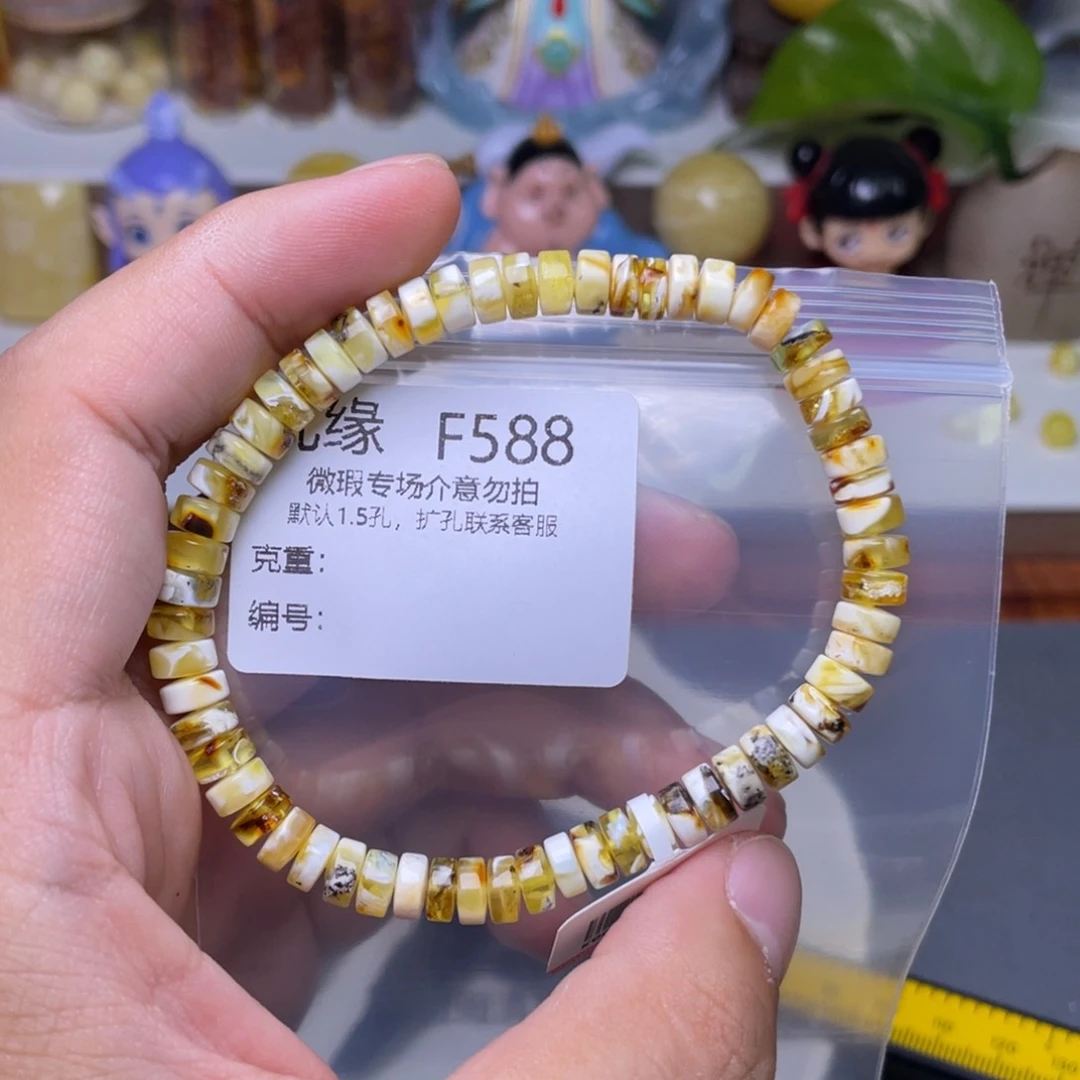 缘 F588
微瑕专场介意勿拍
默认1.5孔，扩孔联系客服
克重：
编号：